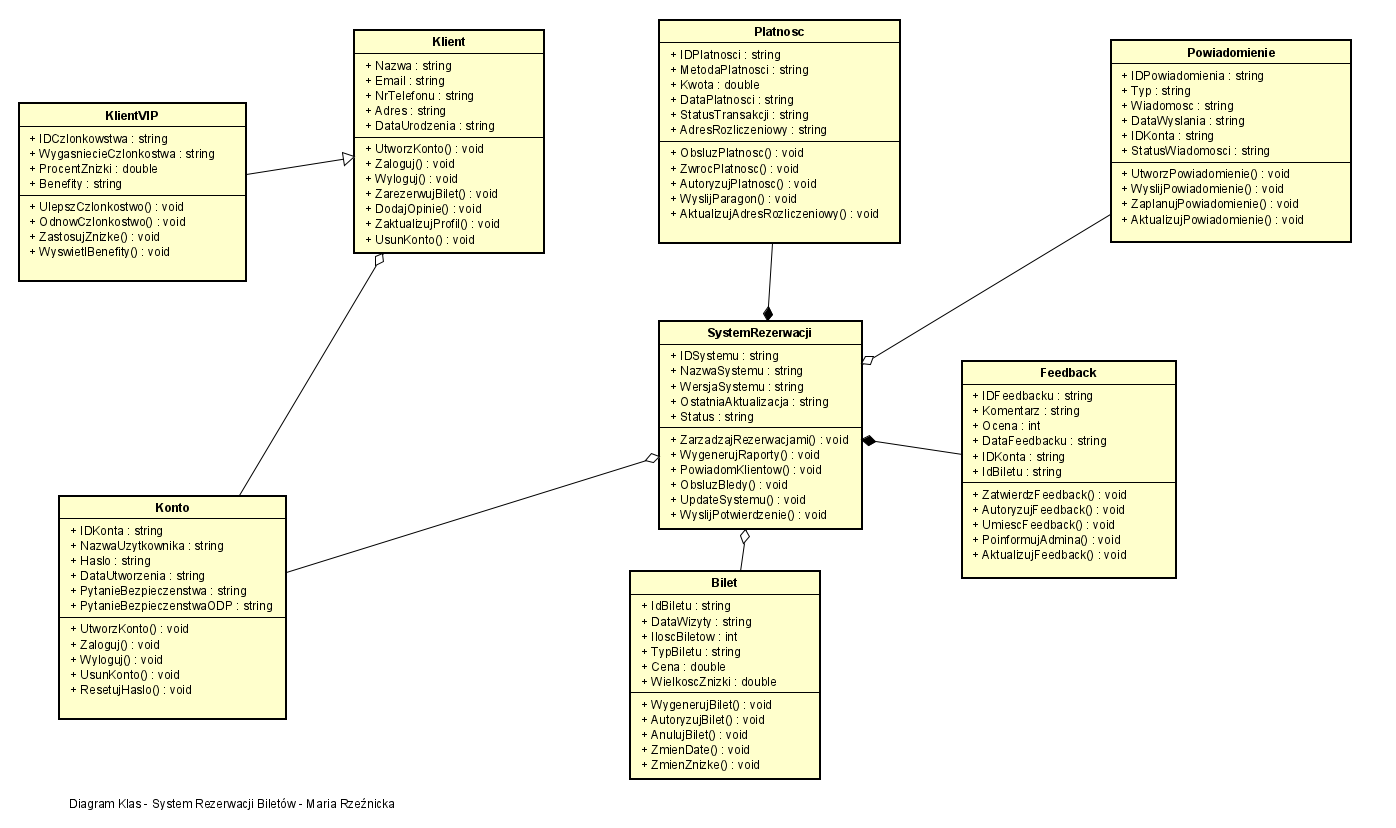 KlientVIP
+ IDCzlonkowstwa : string
+ WygasniecieCzlonkostwa : string
+ ProcentZnizki : double
+ Benefity : string
+ UlepszCzlonkostwo() : void
+ OdnowCzlonkostwo() : void
+ ZastosujZnizke() : void
+ WyswietlBenefity() : void
Klient
+ Nazwa : string
+ Email : string
+ NrTelefonu : string
+ Adres : string
+ DataUrodzenia : string
+ UtworzKonto() : void
+ Zaloguj() : void
+ Wyloguj() : void
+ ZarezerwujBilet() : void
+ DodajOpinie() : void
+ ZaktualizujProfil() : void
+ UsunKonto() : void
Platnosc
+ IDPlatnosci : string
+ MetodaPlatnosci : string
+ Kwota : double
+ DataPlatnosci : string
+ StatusTransakcji : string
+ AdresRozliczeniowy : string
+ ObsluzPlatnosc() : void
+ ZwrocPlatnosc() : void
+ AutoryzujPlatnosc() : void
+ WyslijParagon() : void
+ AktualizujAdresRozliczeniowy() : void
Powiadomienie
+ IDPowiadomienia : string
+ Typ : string
+ Wiadomosc : string
+ DataWyslania : string
+ IDKonta : string
+ StatusWiadomosci : string
+ UtworzPowiadomienie() : void
+ WyslijPowiadomienie() : void
+ ZaplanujPowiadomienie() : void
+ AktualizujPowiadomienie() : void
SystemRezerwacji
+ IDSystemu : string
+ NazwaSystemu : string
+ WersjaSystemu : string
+ OstatniaAktualizacja : string
+ Status : string
+ ZarzadzajRezerwacjami() : void
+ WygenerujRaporty() : void
+ PowiadomKlientow() : void
+ ObsluzBledy() : void
+ UpdateSystemu() : void
+ WyslijPotwierdzenie() : void
Feedback
+ IDFeedbacku : string
+ Komentarz : string
+ Ocena : int
+ DataFeedbacku : string
+ IDKonta : string
+ IdBiletu : string
+ ZatwierdzFeedback() : void
+ AutoryzujFeedback() : void
+ UmiescFeedback() : void
+ PoinformujAdmina() : void
+ AktualizujFeedback() : void
Konto
+ IDKonta : string
+ NazwaUzytkownika : string
+ Haslo : string
+ DataUtworzenia : string
+ PytanieBezpieczenstwa : string
+ PytanieBezpieczenstwaODP : string
+ UtworzKonto() : void
+ Zaloguj() : void
+ Wyloguj() : void
+ UsunKonto() : void
+ ResetujHaslo() : void
Bilet
+ IdBiletu : string
+ DataWizyty : string
+ IloscBiletow : int
+ TypBiletu : string
+ Cena : double
+ WielkoscZnizki : double
+ WygenerujBilet() : void
+ AutoryzujBilet() : void
+ AnulujBilet() : void
+ ZmienDate() : void
+ ZmienZnizke() : void
Diagram Klas - System Rezerwacji Biletów - Maria Rzeźnicka